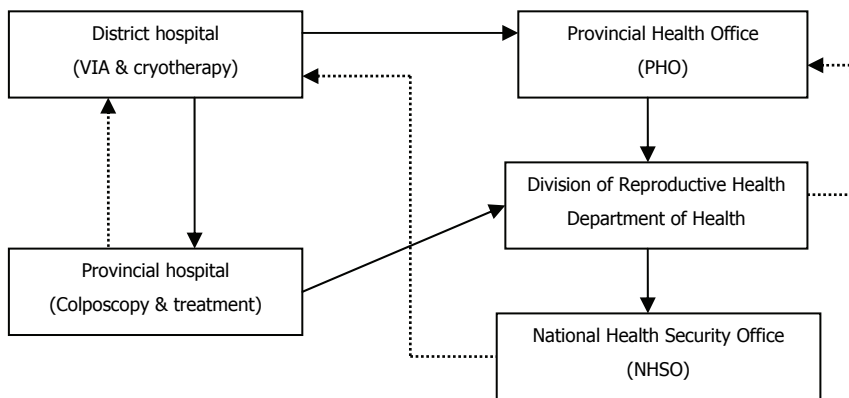 District hospital
(VIA & cryotherapy)
Provincial Health Office
(PHO)
Division of Reproductive Health
Department of Health
Provincial hospital
(Colposcopy & treatment)
National Health Security Office
(NHSO)